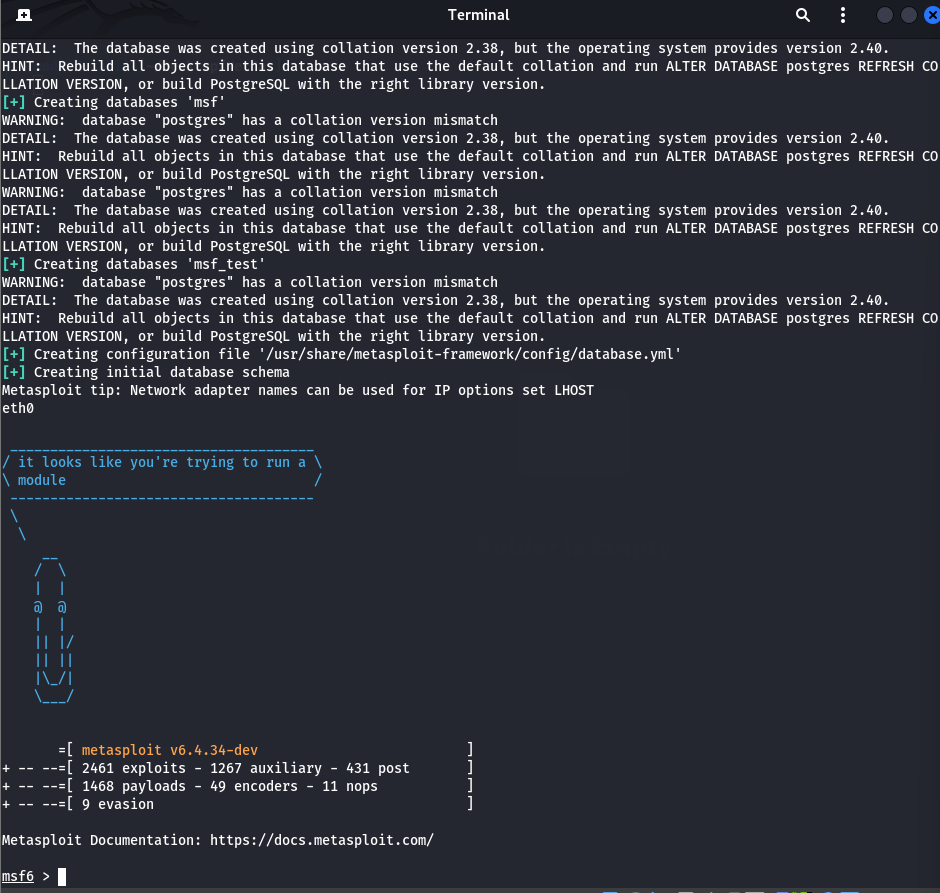 Terminal
DETAIL:  The database was created using collation version 2.38, but the operating system provides version 2.40.
HINT:  Rebuild all objects in this database that use the default collation and run ALTER DATABASE postgres REFRESH CO
LLATION VERSION, or build PostgreSQL with the right library version.
[+] Creating databases 'msf'
WARNING:  database "postgres" has a collation version mismatch
DETAIL:  The database was created using collation version 2.38, but the operating system provides version 2.40.
HINT:  Rebuild all objects in this database that use the default collation and run ALTER DATABASE postgres REFRESH CO
LLATION VERSION, or build PostgreSQL with the right library version.
WARNING:  database "postgres" has a collation version mismatch
DETAIL:  The database was created using collation version 2.38, but the operating system provides version 2.40.
HINT:  Rebuild all objects in this database that use the default collation and run ALTER DATABASE postgres REFRESH CO
LLATION VERSION, or build PostgreSQL with the right library version.
[+] Creating databases 'msf_test'
WARNING:  database "postgres" has a collation version mismatch
DETAIL:  The database was created using collation version 2.38, but the operating system provides version 2.40.
HINT:  Rebuild all objects in this database that use the default collation and run ALTER DATABASE postgres REFRESH CO
LLATION VERSION, or build PostgreSQL with the right library version.
[+] Creating configuration file '/usr/share/metasploit-framework/config/database.yml'
[+] Creating initial database schema
Metasploit tip: Network adapter names can be used for IP options set LHOST
eth0
 ______________________________________
/ it looks like you're trying to run a \
\ module                               /
 --------------------------------------
 \
  \
     __
    /  \
    |  |
    @  @
    |  |
    || |/
    || ||
    |\_/|
    \___/
       =[ metasploit v6.4.34-dev                          ]
+ -- --=[ 2461 exploits - 1267 auxiliary - 431 post       ]
+ -- --=[ 1468 payloads - 49 encoders - 11 nops           ]
+ -- --=[ 9 evasion                                       ]
Metasploit Documentation: https://docs.metasploit.com/
msf6 >